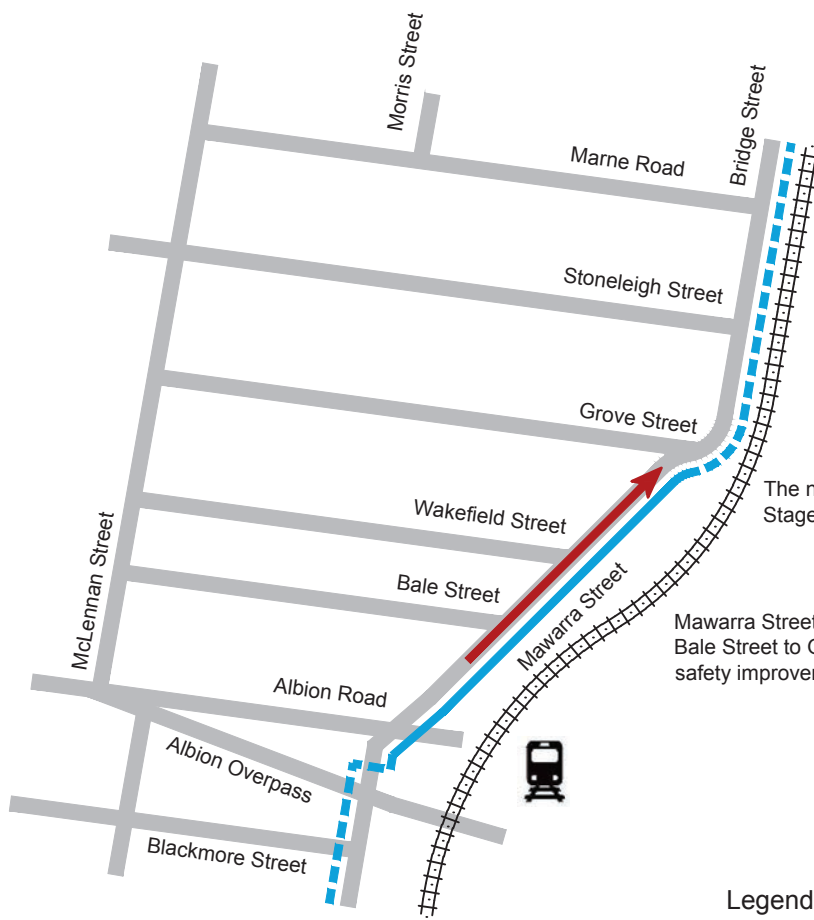 Morris Street
Bridge Street
Marne Road
Stoneleigh Street
Grove Street
The n
Stage
Wakefield Street
Bale Street
Mawarra Street
McLennan Street
Mawarra Street
Bale Street to
safety improve
Albion Road
Albion Overpass
Blackmore Street
Legend